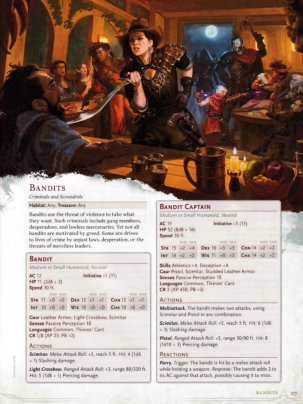 BANDITS
Criminals and Scoundrels
Habitat: Any; Treasure: Any
Bandits use the threat of violence to take what
they want. Such criminals include gang members,
desperadoes, and lawless mercenaries. Yet not all
bandits are motivated by greed. Some are driven
to lives of crime by unjust laws, desperation, or the
threats of merciless leaders.
BANDIT
Medium or Small Humanoid, Neutral
AC 12 Initiative +1 (11)
HP 11 (2d8 + 2)
Speed 30 ft.
MOD SAVE MOD SAVE MOD SAVE
STR 11 +0 +0 DEX 12 +1 +1 CON 12 +1 +1
INT 10 +0 +0 WIS 10 +0 +0 CHA 10 +0 +0
Gear Leather Armor, Light Crossbow, Scimitar
Senses Passive Perception 10
Languages Common, Thieves' Cant
CR 1/8 (XP 25; PB +2)
ACTIONS
Scimitar. Melee Attack Roll: +3, reach 5 ft. Hit: 4 (1d6
+ 1) Slashing damage.
Light Crossbow. Ranged Attack Roll: +3, range 80/320 ft.
Hit: 5 (1d8 + 1) Piercing damage.
BANDIT CAPTAIN
Medium or Small Humanoid, Neutral
AC 15 Initiative +3 (13)
HP 52 (8d8 + 16)
Speed 30 ft.
MOD SAVE MOD SAVE MOD SAVE
STR 15 +2 +4 DEX 16 +3 +5 CON 14 +2 +2
INT 14 +2 +2 WIS 11 +0 +2 CHA 14 +2 +2
Skills Athletics +4, Deception +4
Gear Pistol, Scimitar, Studded Leather Armor
Senses Passive Perception 10
Languages Common, Thieves' Cant
CR 2 (XP 450; PB +2)
ACTIONS
Multiattack. The bandit makes two attacks, using
Scimitar and Pistol in any combination.
Scimitar. Melee Attack Roll: +5, reach 5 ft. Hit: 6 (1d6
+ 3) Slashing damage.
Pistol. Ranged Attack Roll: +5, range 30/90 ft. Hit: 8
(1d10 + 3) Piercing damage.
REACTIONS
Parry. Trigger: The bandit is hit by a melee attack roll
while holding a weapon. Response: The bandit adds 2 to
its AC against that attack, possibly causing it to miss.
BANDITS